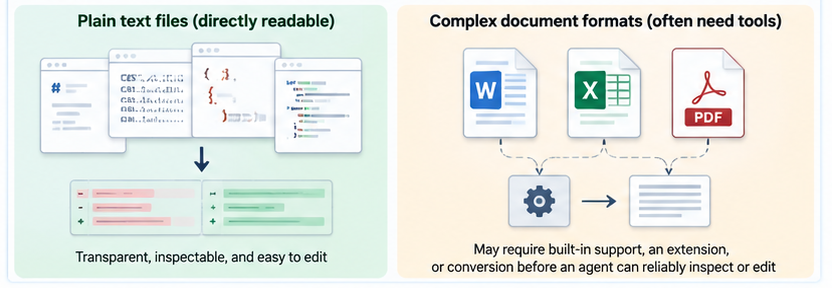 Plain text files (directly readable)
#
{ };
{
}
Transparent, inspectable, and easy to edit
Complex document formats (often need tools)
W
X
PDF
May require built-in support, an extension,
or conversion before an agent can reliably inspect or edit